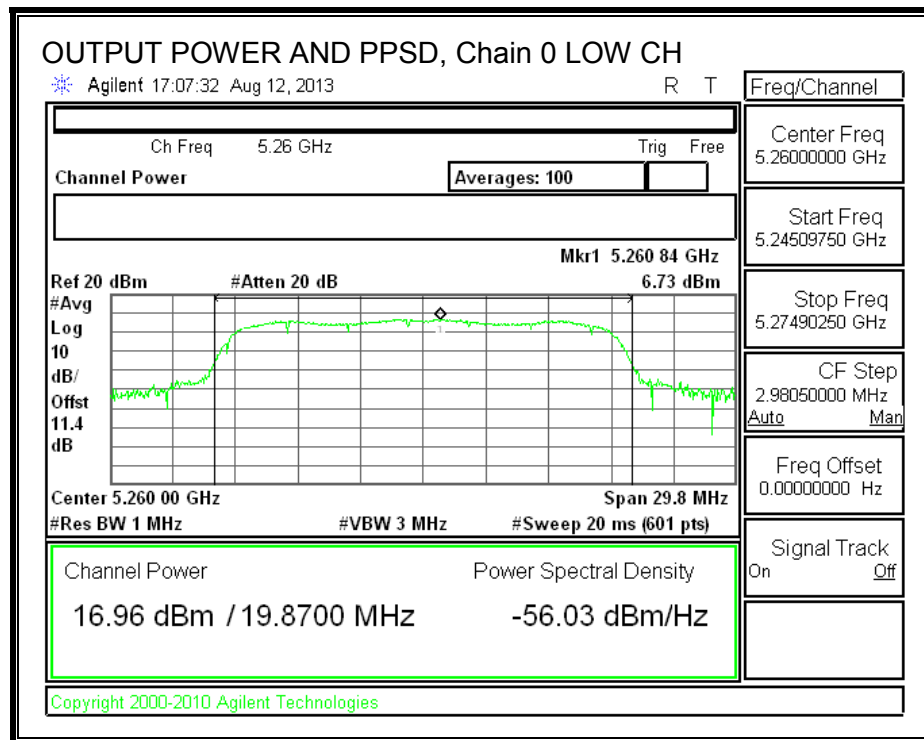 OUTPUT POWER AND PPSD, Chain 0 LOW CH
Agilent 17:07:32 Aug 12, 2013 R T
Freq/Channel
Ch Freq 5.26 GHz Trig Free
Channel Power Averages: 100
Mkr1 5.260 84 GHz
Ref 20 dBm #Atten 20 dB 6.73 dBm
#Avg
Log
10
dB/
Offst
11.4
dB
1
Center 5.260 00 GHz Span 29.8 MHz
#Res BW 1 MHz #VBW 3 MHz #Sweep 20 ms (601 pts)
Channel Power Power Spectral Density
16.96 dBm / 19.8700 MHz -56.03 dBm/Hz
Center Freq
5.26000000 GHz
Start Freq
5.24509750 GHz
Stop Freq
5.27490250 GHz
CF Step
2.98050000 MHz
Auto Man
Freq Offset
0.00000000 Hz
Signal Track
On Off
Copyright 2000-2010 Agilent Technologies